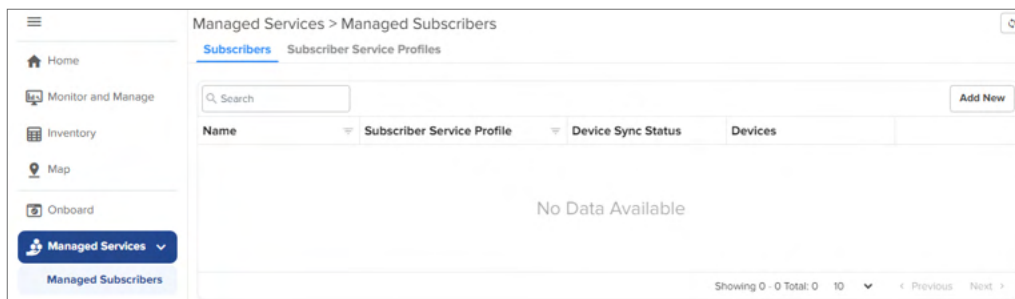 Managed Services > Managed Subscribers
Subscribers Subscriber Service Profiles
Home
Monitor and Manage
Inventory
Map
Onboard
Managed Services
Managed Subscribers
Search
Add New
Name Subscriber Service Profile Device Sync Status Devices
No Data Available
Showing 0 - 0 Total: 0 10 < Previous Next >